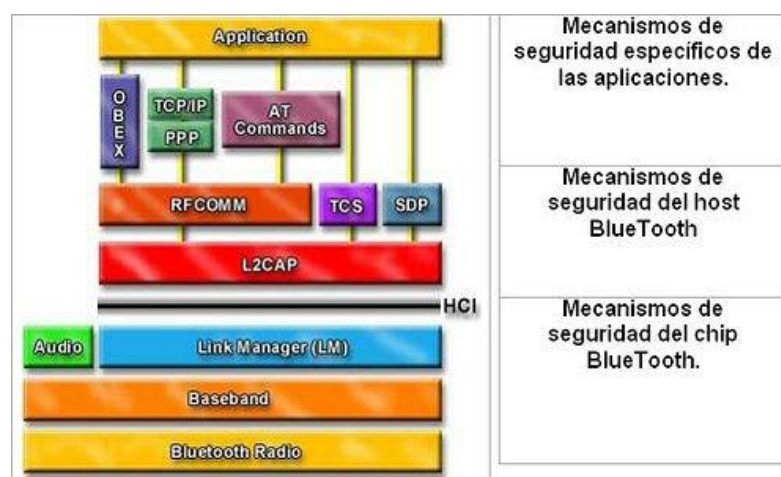 Application
OBEX
TCP/IP
PPP
AT
Commands
RFCOMM
TCS
SDP
L2CAP
HCI
Audio
Link Manager (LM)
Baseband
Bluetooth Radio
Mecanismos de
seguridad específicos de
las aplicaciones.
Mecanismos de
seguridad del host
BlueTooth
Mecanismos de
seguridad del chip
BlueTooth.